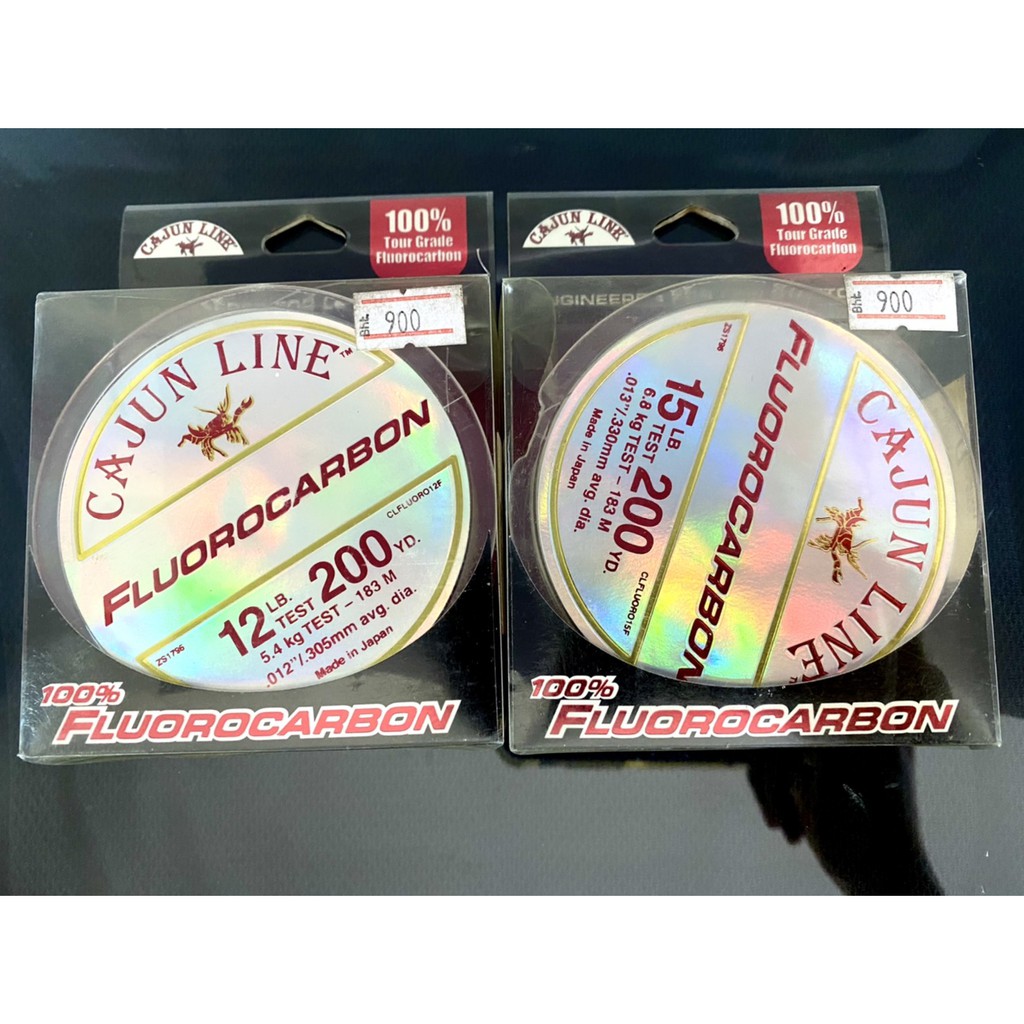 CAJUN LINE
100%
Tour Grade
Fluorocarbon
Bht 900
CAJUN LINE™
FLUOROCARBON
CLFLUORO12F
12 LB. TEST 200 YD.
5.4 kg TEST – 183 M
.012"/.305mm avg. dia.
Made in Japan
ZS1796
100%
FLUOROCARBON
CAJUN LINE
100%
Tour Grade
Fluorocarbon
Bht 900
CAJUN LINE
FLUOROCARBON
CLFLUORO15F
15 LB. TEST 200 YD.
6.8 kg TEST – 183 M
.013"/.330mm avg. dia.
Made in Japan
ZS1796
100%
FLUOROCARBON